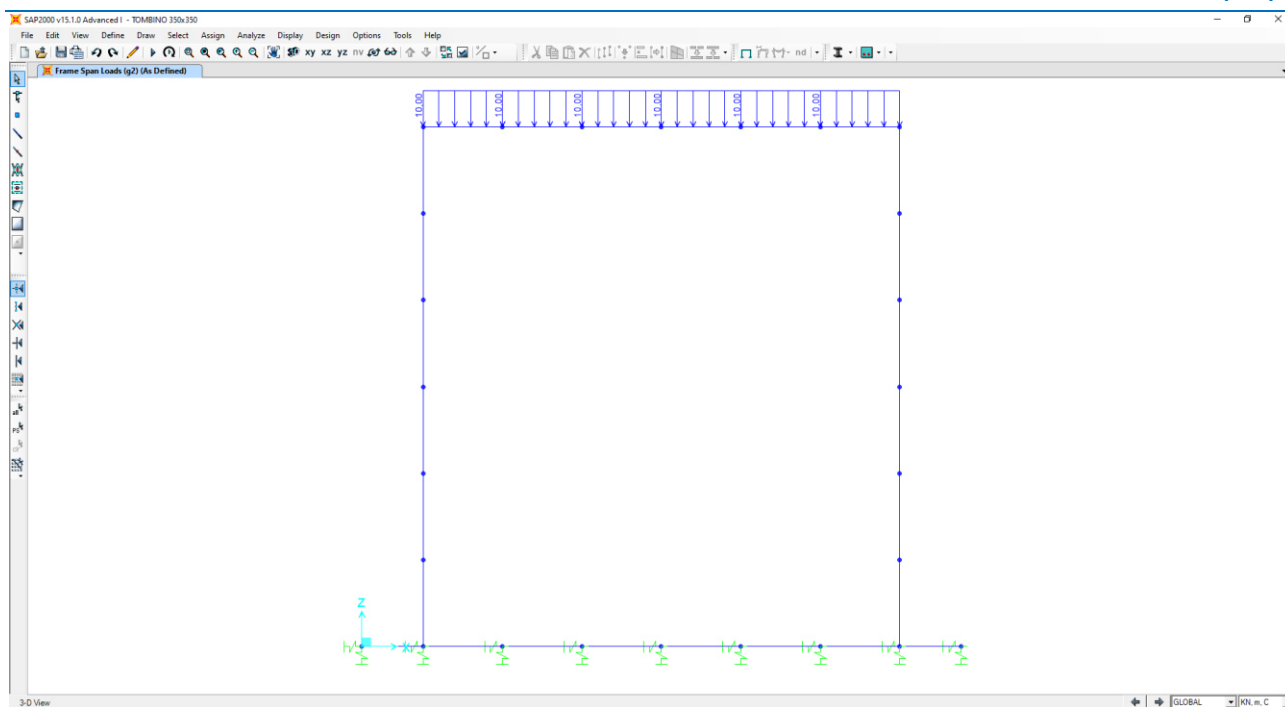 SAP2000 v15.1.0 Advanced I - TOMBINO 350x350
File Edit View Define Draw Select Assign Analyze Display Design Options Tools Help
xy xz yz nv nd
Frame Span Loads (g2) (As Defined)
10.00 10.00 10.00 10.00 10.00 10.00
all
PS
Z
X
3-D View
GLOBAL
KN, m, C